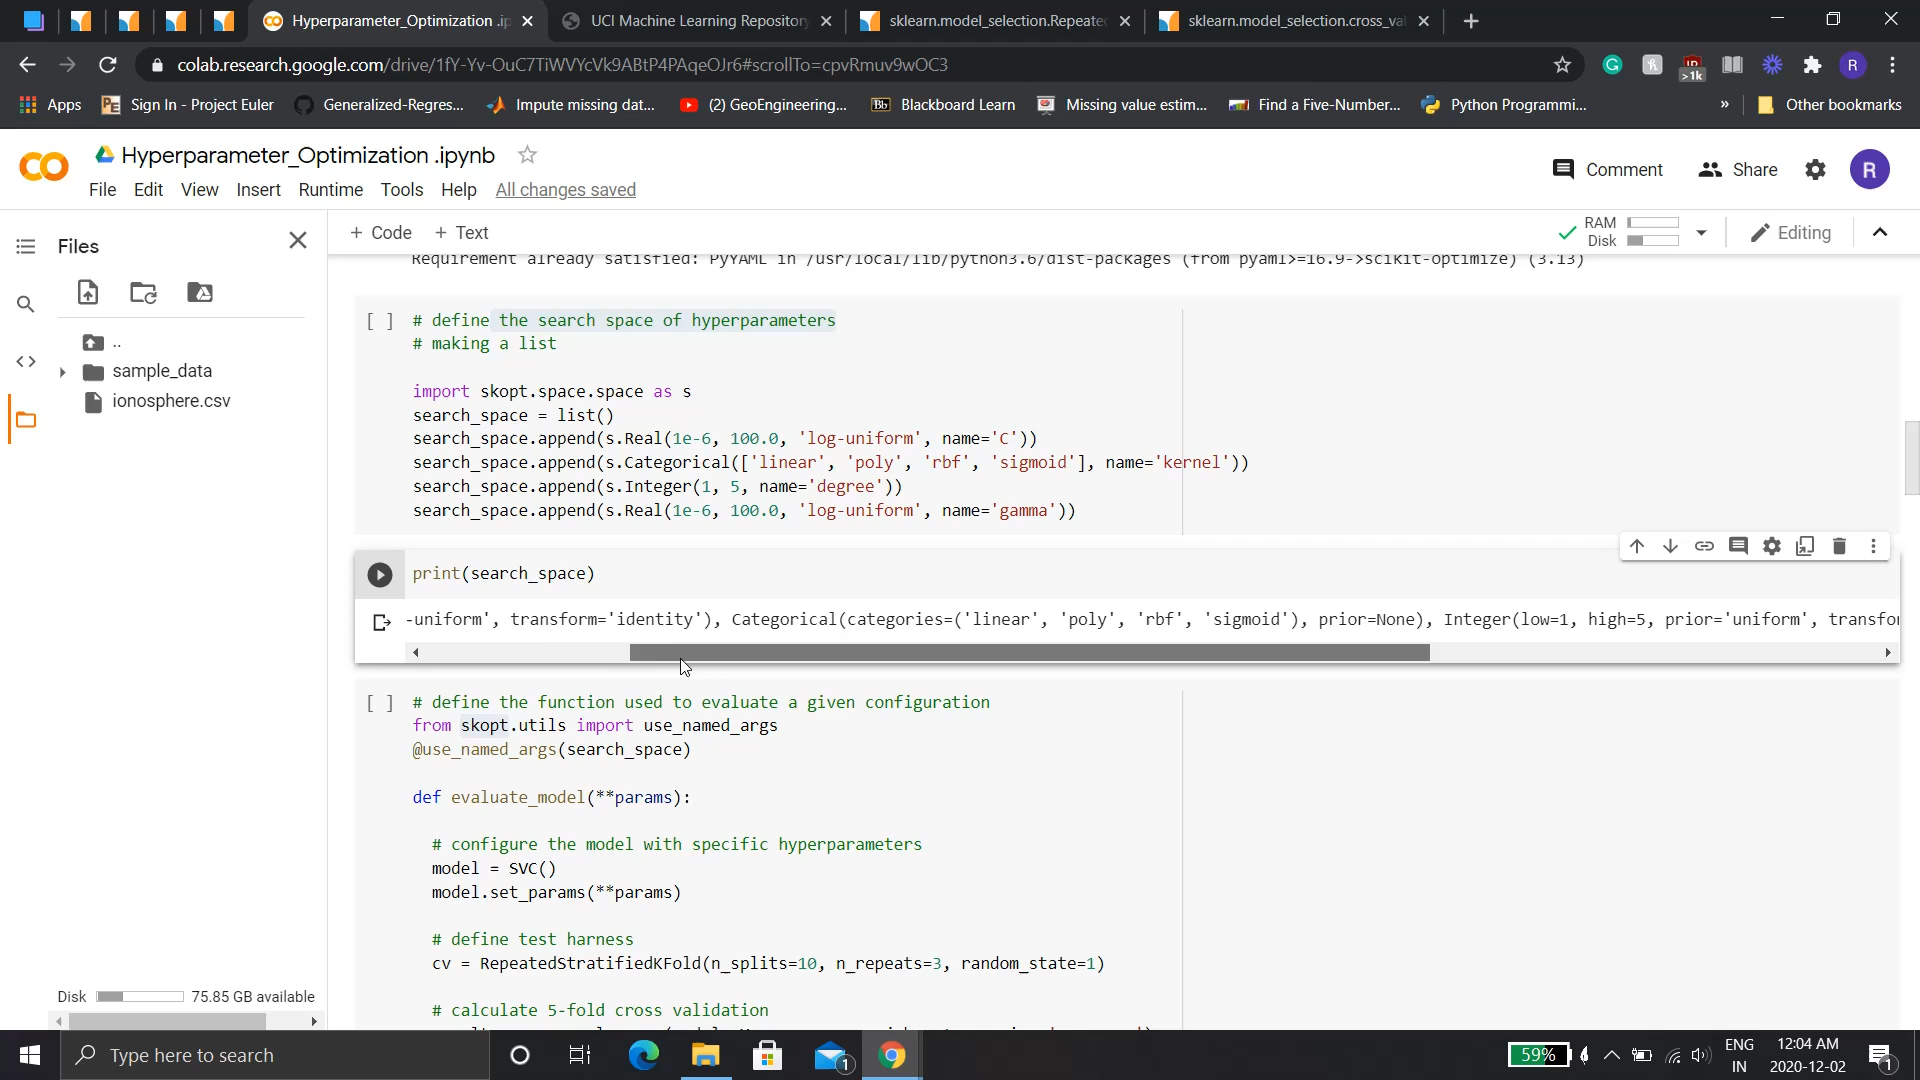 Hyperparameter_Optimization .ip
UCI Machine Learning Repository
sklearn.model_selection.Repeate
sklearn.model_selection.cross_val
colab.research.google.com/drive/1fY-Yv-OuC7TiWVYcVk9ABtP4PAqeOJr6#scrollTo=cpvRmuv9wOC3
>1k
R
Apps
Sign In - Project Euler
Generalized-Regres...
Impute missing dat...
(2) GeoEngineering...
Bb
Blackboard Learn
Missing value estim...
Find a Five-Number...
Python Programmi...
»
Other bookmarks
Hyperparameter_Optimization .ipynb
File Edit View Insert Runtime Tools Help All changes saved
Comment
Share
R
Files
+ Code + Text
RAM
Disk
Editing
..
sample_data
ionosphere.csv
Requirement already satisfied: PyYAML in /usr/local/lib/python3.6/dist-packages (from pyaml>=16.9->scikit-optimize) (3.13)
[ ] # define the search space of hyperparameters
# making a list
import skopt.space.space as s
search_space = list()
search_space.append(s.Real(1e-6, 100.0, 'log-uniform', name='C'))
search_space.append(s.Categorical(['linear', 'poly', 'rbf', 'sigmoid'], name='kernel'))
search_space.append(s.Integer(1, 5, name='degree'))
search_space.append(s.Real(1e-6, 100.0, 'log-uniform', name='gamma'))
print(search_space)
-uniform', transform='identity'), Categorical(categories=('linear', 'poly', 'rbf', 'sigmoid'), prior=None), Integer(low=1, high=5, prior='uniform', transfor
[ ] # define the function used to evaluate a given configuration
from skopt.utils import use_named_args
@use_named_args(search_space)
def evaluate_model(**params):
# configure the model with specific hyperparameters
model = SVC()
model.set_params(**params)
# define test harness
cv = RepeatedStratifiedKFold(n_splits=10, n_repeats=3, random_state=1)
# calculate 5-fold cross validation
Disk
75.85 GB available
Type here to search
1
59%
ENG
IN
12:04 AM
2020-12-02
1